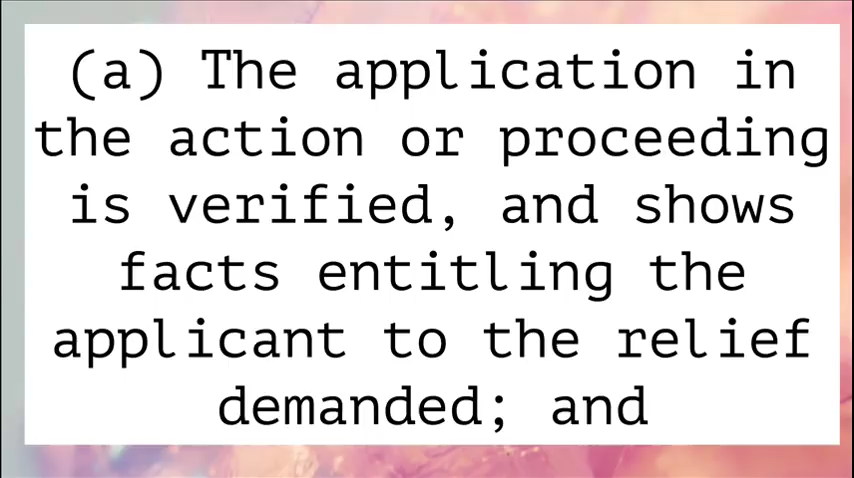 (a) The application in
the action or proceeding
is verified, and shows
facts entitling the
applicant to the relief
demanded; and